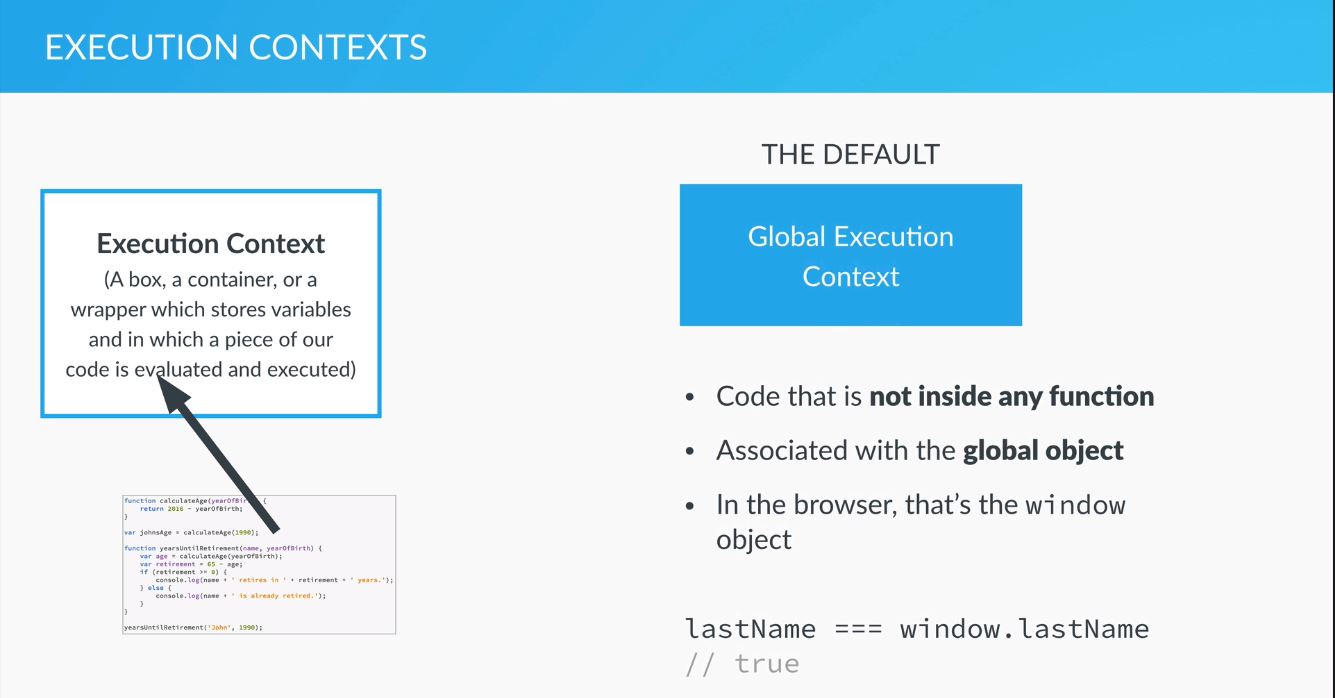 EXECUTION CONTEXTS
Execution Context
(A box, a container, or a
wrapper which stores variables
and in which a piece of our
code is evaluated and executed)
function calculateAge(yearOfBir {
return 2016 - yearOfBirth;
}
var johnsAge = calculateAge(1990);
function yearsUntilRetirement(name, yearOfBirth) {
var age = calculateAge(yearOfBirth);
var retirement = 65 - age;
if (retirement >= 0) {
console.log(name + ' retires in ' + retirement + ' years.');
} else {
console.log(name + ' is already retired.');
}
}
yearsUntilRetirement('John', 1990);
THE DEFAULT
Global Execution
Context
• Code that is not inside any function
• Associated with the global object
• In the browser, that’s the window
object
lastName === window.lastName
// true